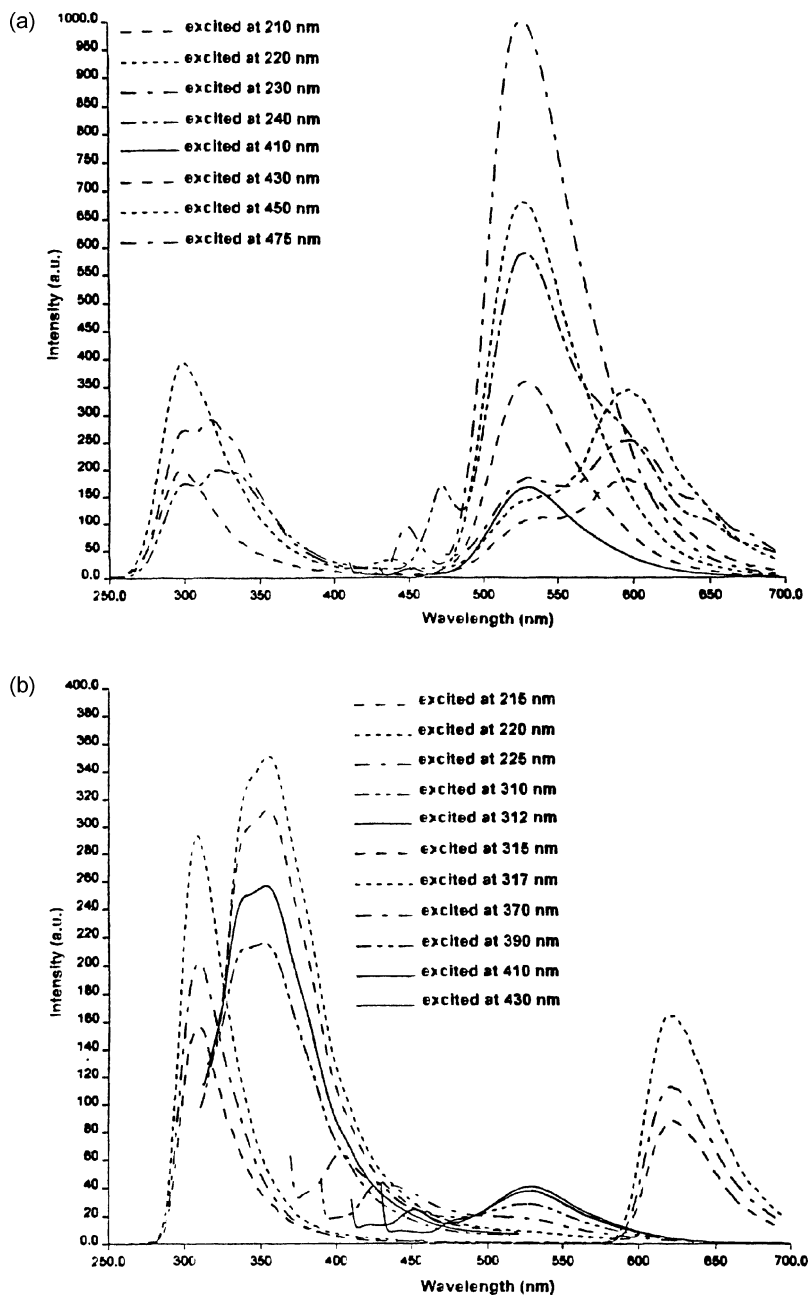 (a)
excited at 210 nm
excited at 220 nm
excited at 230 nm
excited at 240 nm
excited at 410 nm
excited at 430 nm
excited at 450 nm
excited at 475 nm
Intensity (a.u.)
1000.0
950
900
850
800
750
700
650
600
550
500
450
400
350
300
250
200
150
100
50
0.0
250.0 300 350 400 450 500 550 600 650 700.0
Wavelength (nm)
(b)
excited at 215 nm
excited at 220 nm
excited at 225 nm
excited at 310 nm
excited at 312 nm
excited at 315 nm
excited at 317 nm
excited at 370 nm
excited at 390 nm
excited at 410 nm
excited at 430 nm
Intensity (a.u.)
400.0
380
360
340
320
300
280
260
240
220
200
180
160
140
120
100
80
60
40
20
0.0
250.0 300 350 400 450 500 550 600 650 700.0
Wavelength (nm)